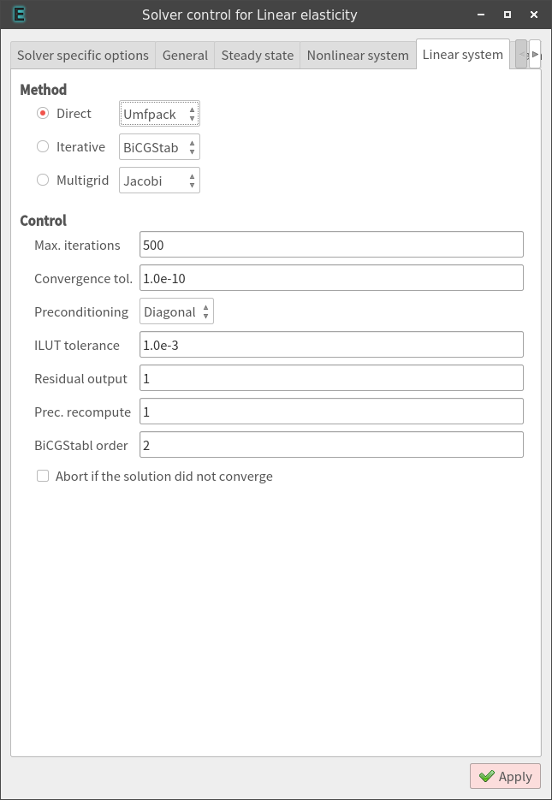 E
Solver control for Linear elasticity
Solver specific options General Steady state Nonlinear system Linear system
Method
Direct Umfpack
Iterative BiCGStab
Multigrid Jacobi
Control
Max. iterations 500
Convergence tol. 1.0e-10
Preconditioning Diagonal
ILUT tolerance 1.0e-3
Residual output 1
Prec. recompute 1
BiCGStabl order 2
Abort if the solution did not converge
Apply